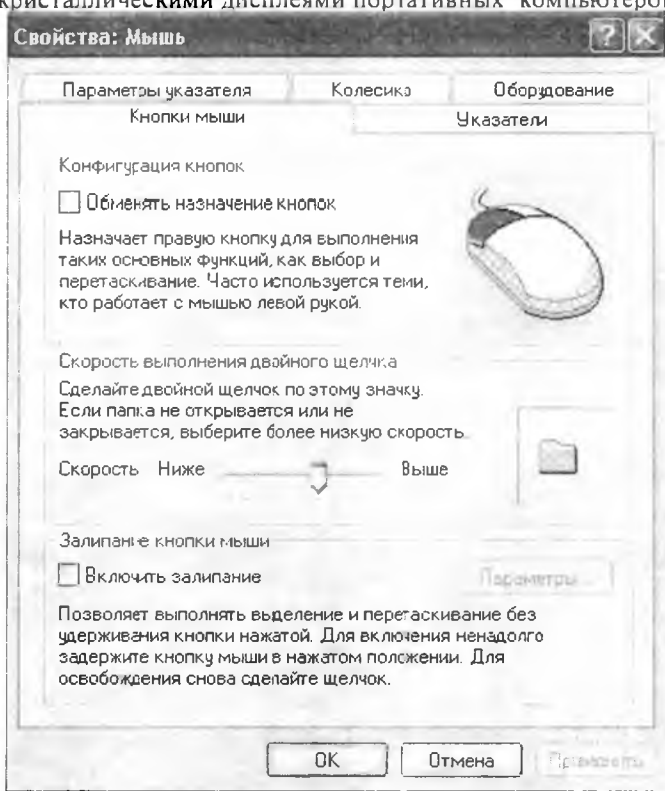 кристаллическими дисплеями портативных компьютеро
Свойства: Мышь
Параметры указателя Колесико Оборудование
Кнопки мыши Указатели
Конфигурация кнопок
Обменять назначение кнопок
Назначает правую кнопку для выполнения
таких основных функций, как выбор и
перетаскивание. Часто используется теми,
кто работает с мышью левой рукой.
Скорость выполнения двойного щелчка
Сделайте двойной щелчок по этому значку.
Если папка не открывается или не
закрывается, выберите более низкую скорость.
Скорость Ниже Выше
Залипание кнопки мыши
Включить залипание Параметры...
Позволяет выполнять выделение и перетаскивание без
удерживания кнопки нажатой. Для включения ненадолго
задержите кнопку мыши в нажатом положении. Для
освобождения снова сделайте щелчок.
OK Отмена Применить